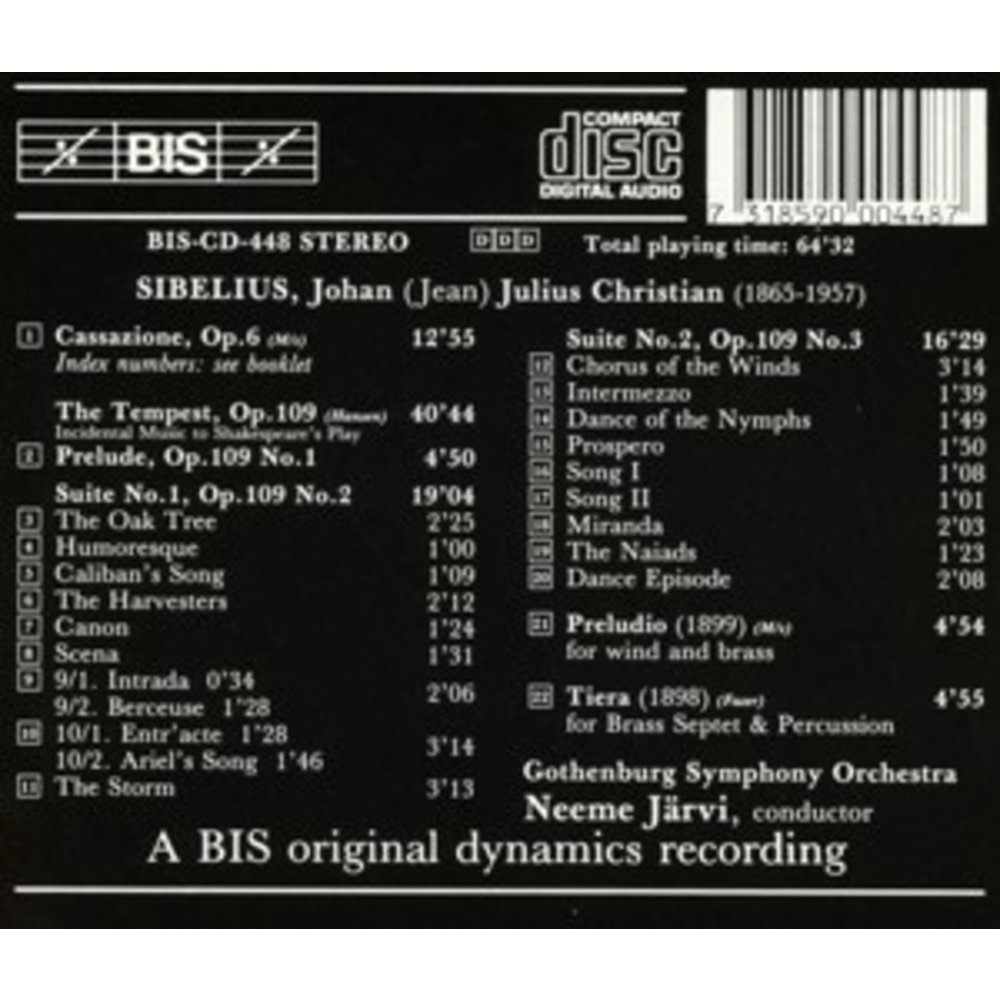 BIS
COMPACT
disc
DIGITAL AUDIO
7 318590 004487
BIS-CD-448 STEREO DDD Total playing time: 64'32
SIBELIUS, Johan (Jean) Julius Christian (1865-1957)
1 Cassazione, Op.6 (M/s) 12'55
Index numbers: see booklet
The Tempest, Op.109 (Hansen) 40'44
Incidental Music to Shakespeare's Play
2 Prelude, Op.109 No.1 4'50
Suite No.1, Op.109 No.2 19'04
3 The Oak Tree 2'25
4 Humoresque 1'00
5 Caliban's Song 1'09
6 The Harvesters 2'12
7 Canon 1'24
8 Scena 1'31
9 9/1. Intrada 0'34
9/2. Berceuse 1'28 2'06
10 10/1. Entr'acte 1'28
10/2. Ariel's Song 1'46 3'14
11 The Storm 3'13
Suite No.2, Op.109 No.3 16'29
12 Chorus of the Winds 3'14
13 Intermezzo 1'39
14 Dance of the Nymphs 1'49
15 Prospero 1'50
16 Song I 1'08
17 Song II 1'01
18 Miranda 2'03
19 The Naiads 1'23
20 Dance Episode 2'08
21 Preludio (1899) (M/s) 4'54
for wind and brass
22 Tiera (1898) (Fazer) 4'55
for Brass Septet & Percussion
Gothenburg Symphony Orchestra
Neeme Järvi, conductor
A BIS original dynamics recording